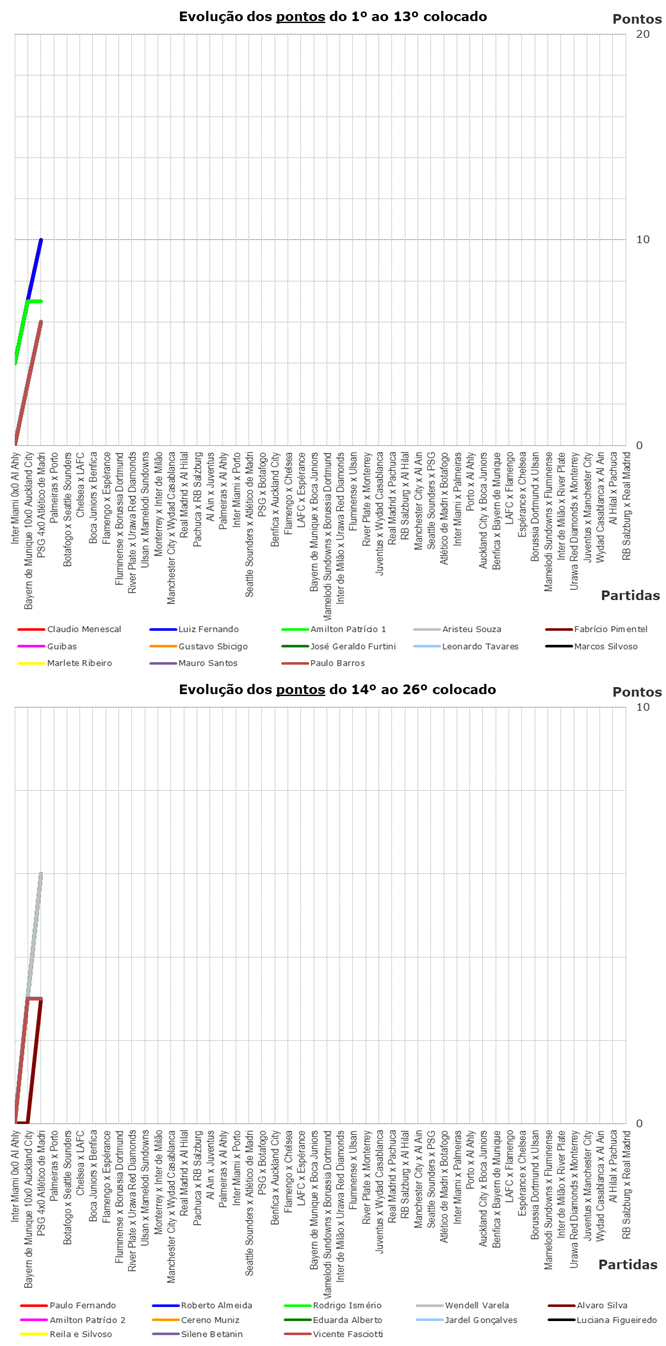 Evolução dos pontos do 1º ao 13º colocado
Pontos
20
10
0
Inter Miami 0x0 Al Ahly
Bayern de Munique 10x0 Auckland City
PSG 4x0 Atlético de Madri
Palmeiras x Porto
Botafogo x Seattle Sounders
Chelsea x LAFC
Boca Juniors x Benfica
Flamengo x Espérance
Fluminense x Borussia Dortmund
River Plate x Urawa Red Diamonds
Ulsan x Mamelodi Sundowns
Monterrey x Inter de Milão
Manchester City x Wydad Casablanca
Real Madrid x Al Hilal
Pachuca x RB Salzburg
Al Ain x Juventus
Palmeiras x Al Ahly
Inter Miami x Porto
Seattle Sounders x Atlético de Madri
PSG x Botafogo
Benfica x Auckland City
Flamengo x Chelsea
LAFC x Espérance
Bayern de Munique x Boca Juniors
Mamelodi Sundowns x Borussia Dortmund
Inter de Milão x Urawa Red Diamonds
Fluminense x Ulsan
River Plate x Monterrey
Juventus x Wydad Casablanca
Real Madrid x Pachuca
RB Salzburg x Al Hilal
Manchester City x Al Ain
Seattle Sounders x PSG
Atlético de Madri x Botafogo
Inter Miami x Palmeiras
Porto x Al Ahly
Auckland City x Boca Juniors
Benfica x Bayern de Munique
LAFC x Flamengo
Espérance x Chelsea
Borussia Dortmund x Ulsan
Mamelodi Sundowns x Fluminense
Inter de Milão x River Plate
Urawa Red Diamonds x Monterrey
Juventus x Manchester City
Wydad Casablanca x Al Ain
Al Hilal x Pachuca
RB Salzburg x Real Madrid
Partidas
Claudio Menescal Luiz Fernando Amilton Patrício 1 Aristeu Souza Fabrício Pimentel
Guibas Gustavo Sbicigo José Geraldo Furtini Leonardo Tavares Marcos Silvoso
Marlete Ribeiro Mauro Santos Paulo Barros
Evolução dos pontos do 14º ao 26º colocado
Pontos
10
0
Inter Miami 0x0 Al Ahly
Bayern de Munique 10x0 Auckland City
PSG 4x0 Atlético de Madri
Palmeiras x Porto
Botafogo x Seattle Sounders
Chelsea x LAFC
Boca Juniors x Benfica
Flamengo x Espérance
Fluminense x Borussia Dortmund
River Plate x Urawa Red Diamonds
Ulsan x Mamelodi Sundowns
Monterrey x Inter de Milão
Manchester City x Wydad Casablanca
Real Madrid x Al Hilal
Pachuca x RB Salzburg
Al Ain x Juventus
Palmeiras x Al Ahly
Inter Miami x Porto
Seattle Sounders x Atlético de Madri
PSG x Botafogo
Benfica x Auckland City
Flamengo x Chelsea
LAFC x Espérance
Bayern de Munique x Boca Juniors
Mamelodi Sundowns x Borussia Dortmund
Inter de Milão x Urawa Red Diamonds
Fluminense x Ulsan
River Plate x Monterrey
Juventus x Wydad Casablanca
Real Madrid x Pachuca
RB Salzburg x Al Hilal
Manchester City x Al Ain
Seattle Sounders x PSG
Atlético de Madri x Botafogo
Inter Miami x Palmeiras
Porto x Al Ahly
Auckland City x Boca Juniors
Benfica x Bayern de Munique
LAFC x Flamengo
Espérance x Chelsea
Borussia Dortmund x Ulsan
Mamelodi Sundowns x Fluminense
Inter de Milão x River Plate
Urawa Red Diamonds x Monterrey
Juventus x Manchester City
Wydad Casablanca x Al Ain
Al Hilal x Pachuca
RB Salzburg x Real Madrid
Partidas
Paulo Fernando Roberto Almeida Rodrigo Ismério Wendell Varela Alvaro Silva
Amilton Patrício 2 Cereno Muniz Eduarda Alberto Jardel Gonçalves Luciana Figueiredo
Reila e Silvoso Silene Betanin Vicente Fasciotti